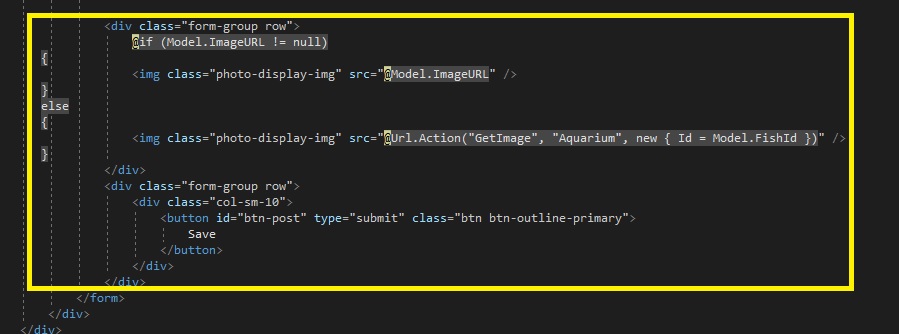 <div class="form-group row">
@if (Model.ImageURL != null)
{
<img class="photo-display-img" src="@Model.ImageURL" />
}
else
{
<img class="photo-display-img" src="@Url.Action("GetImage", "Aquarium", new { Id = Model.FishId })" />
}
</div>
<div class="form-group row">
<div class="col-sm-10">
<button id="btn-post" type="submit" class="btn btn-outline-primary">
Save
</button>
</div>
</div>
</form>
</div>
</div>